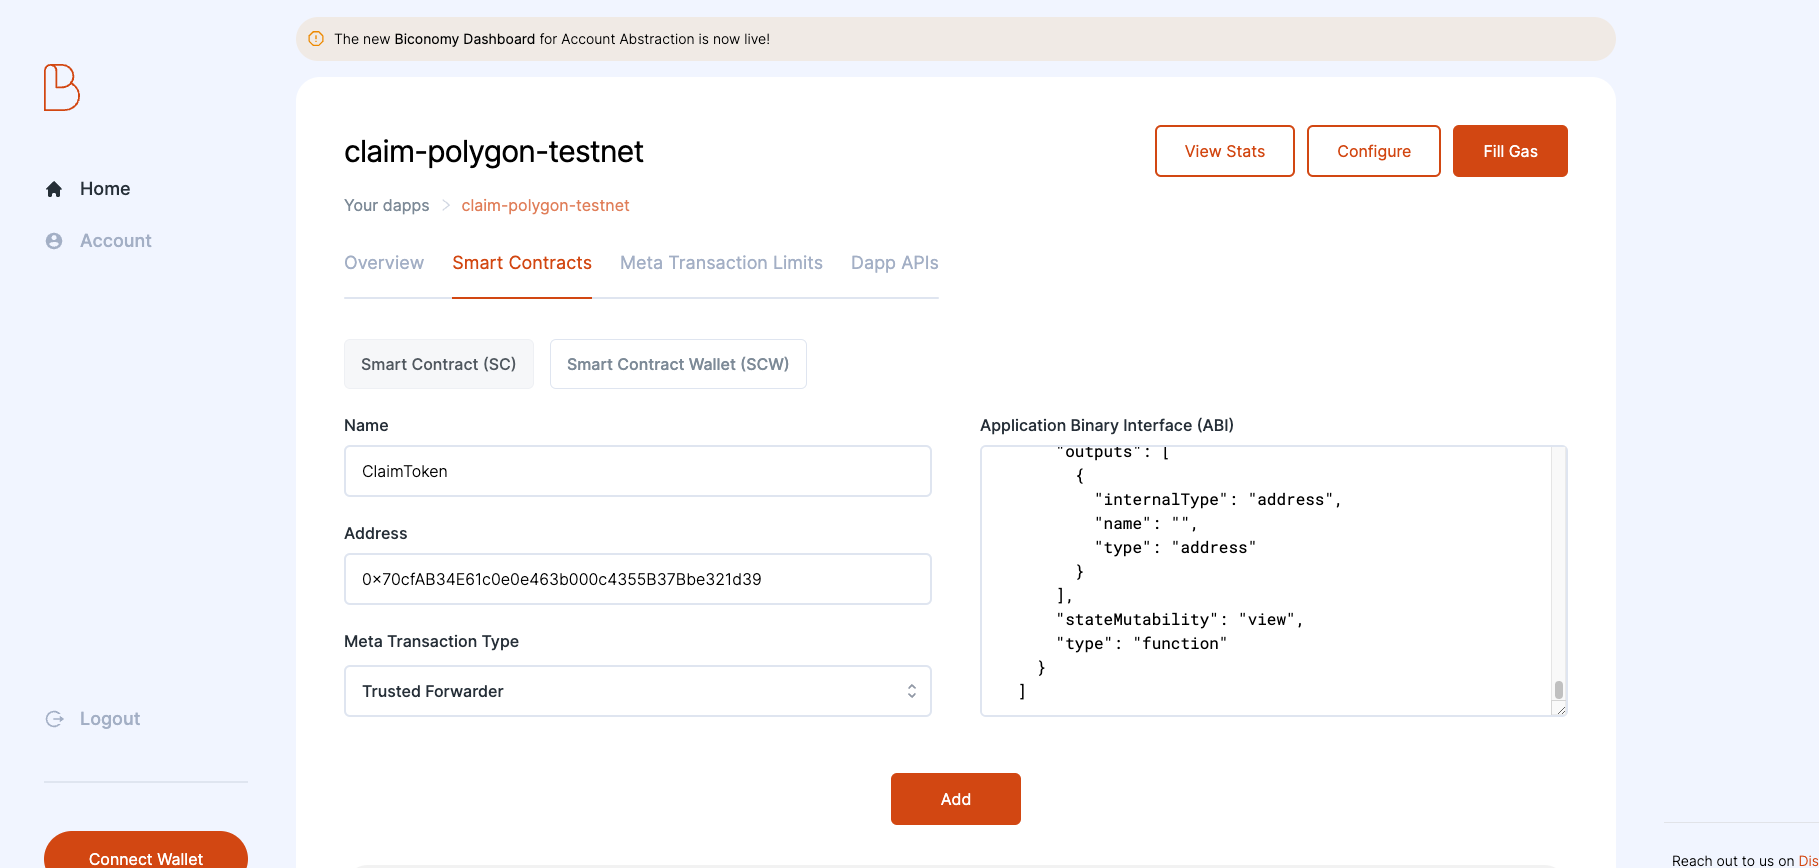 The new Biconomy Dashboard for Account Abstraction is now live!
Home
Account
Logout
Connect Wallet
claim-polygon-testnet
View Stats
Configure
Fill Gas
Your dapps > claim-polygon-testnet
Overview
Smart Contracts
Meta Transaction Limits
Dapp APIs
Smart Contract (SC)
Smart Contract Wallet (SCW)
Name
ClaimToken
Address
0x70cfAB34E61c0e0e463b000c4355B37Bbe321d39
Meta Transaction Type
Trusted Forwarder
Application Binary Interface (ABI)
"outputs": [
{
"internalType": "address",
"name": "",
"type": "address"
}
],
"stateMutability": "view",
"type": "function"
}
]
Add
Reach out to us on Dis